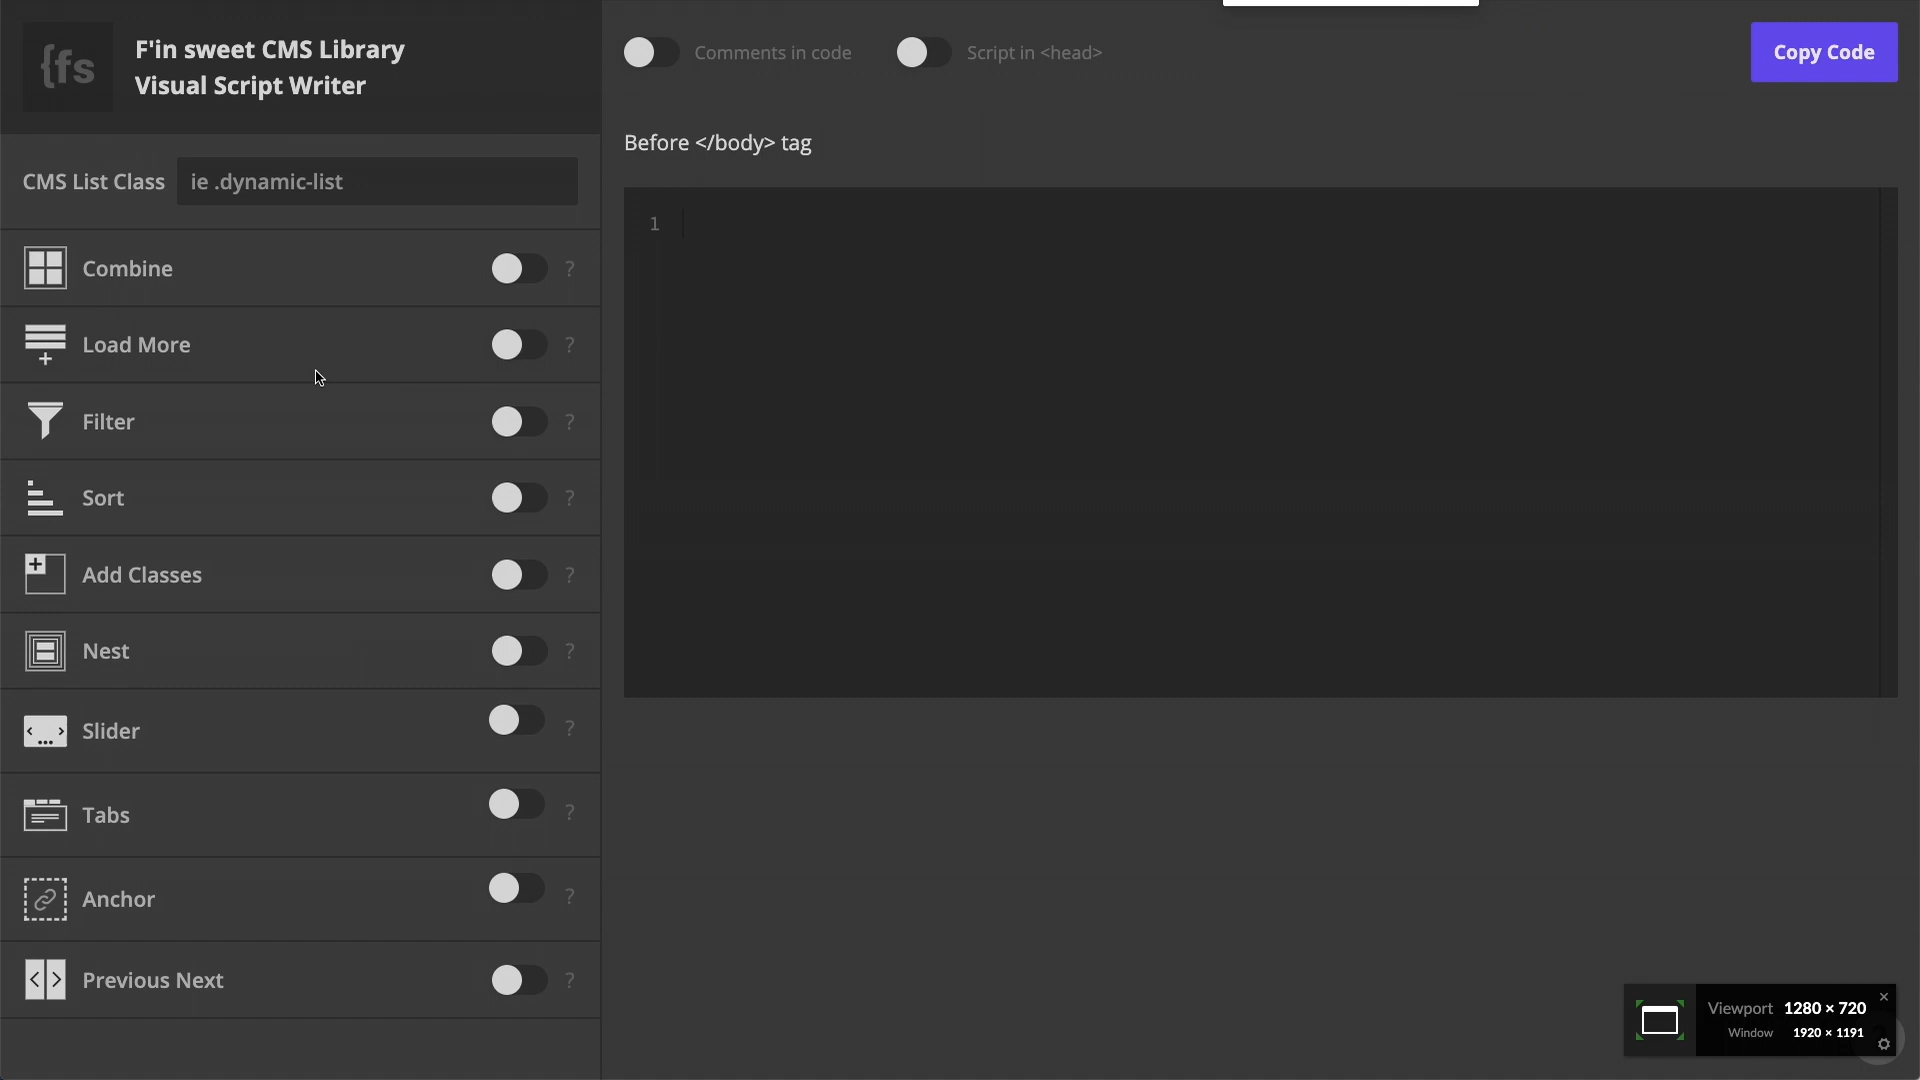 {fs
F'in sweet CMS Library
Visual Script Writer
Comments in code
Script in <head>
Copy Code
Before </body> tag
CMS List Class
ie .dynamic-list
1
Combine ?
Load More ?
Filter ?
Sort ?
Add Classes ?
Nest ?
Slider ?
Tabs ?
Anchor ?
Previous Next ?
Viewport 1280 × 720
Window 1920 × 1191